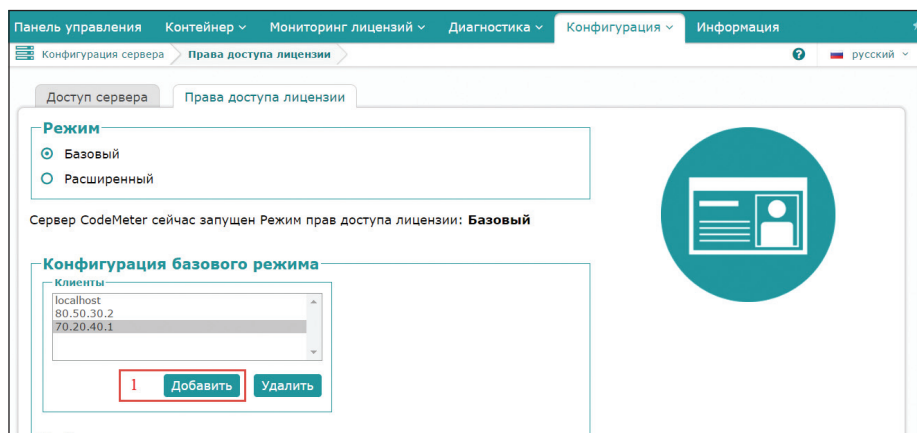 Панель управления Контейнер Мониторинг лицензий Диагностика Конфигурация Информация
Конфигурация сервера Права доступа лицензии ? русский
Доступ сервера Права доступа лицензии
Режим
Базовый
Расширенный
Сервер CodeMeter сейчас запущен Режим прав доступа лицензии: Базовый
Конфигурация базового режима
Клиенты
localhost
80.50.30.2
70.20.40.1
1 Добавить Удалить